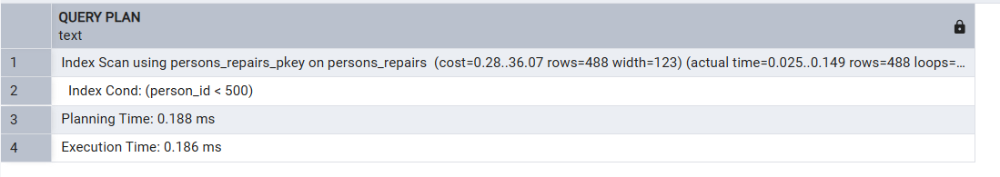 QUERY PLAN
text
1 Index Scan using persons_repairs_pkey on persons_repairs (cost=0.28..36.07 rows=488 width=123) (actual time=0.025..0.149 rows=488 loops=...
2 Index Cond: (person_id < 500)
3 Planning Time: 0.188 ms
4 Execution Time: 0.186 ms